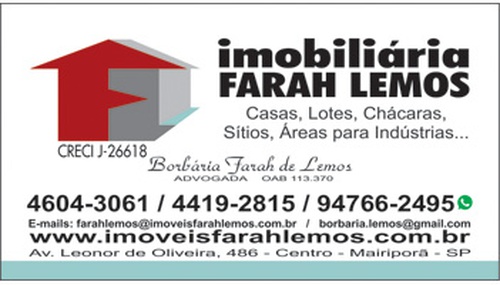 imobiliária
FARAH LEMOS
Casas, Lotes, Chácaras,
Sítios, Áreas para Indústrias...
CRECI J-26618
Borbária Farah de Lemos
ADVOGADA OAB 113.370
4604-3061 / 4419-2815 / 94766-2495
E-mails: farahlemos@imoveisfarahlemos.com.br / borbaria.lemos@gmail.com
www.imoveisfarahlemos.com.br
Av. Leonor de Oliveira, 486 - Centro - Mairiporã - SP